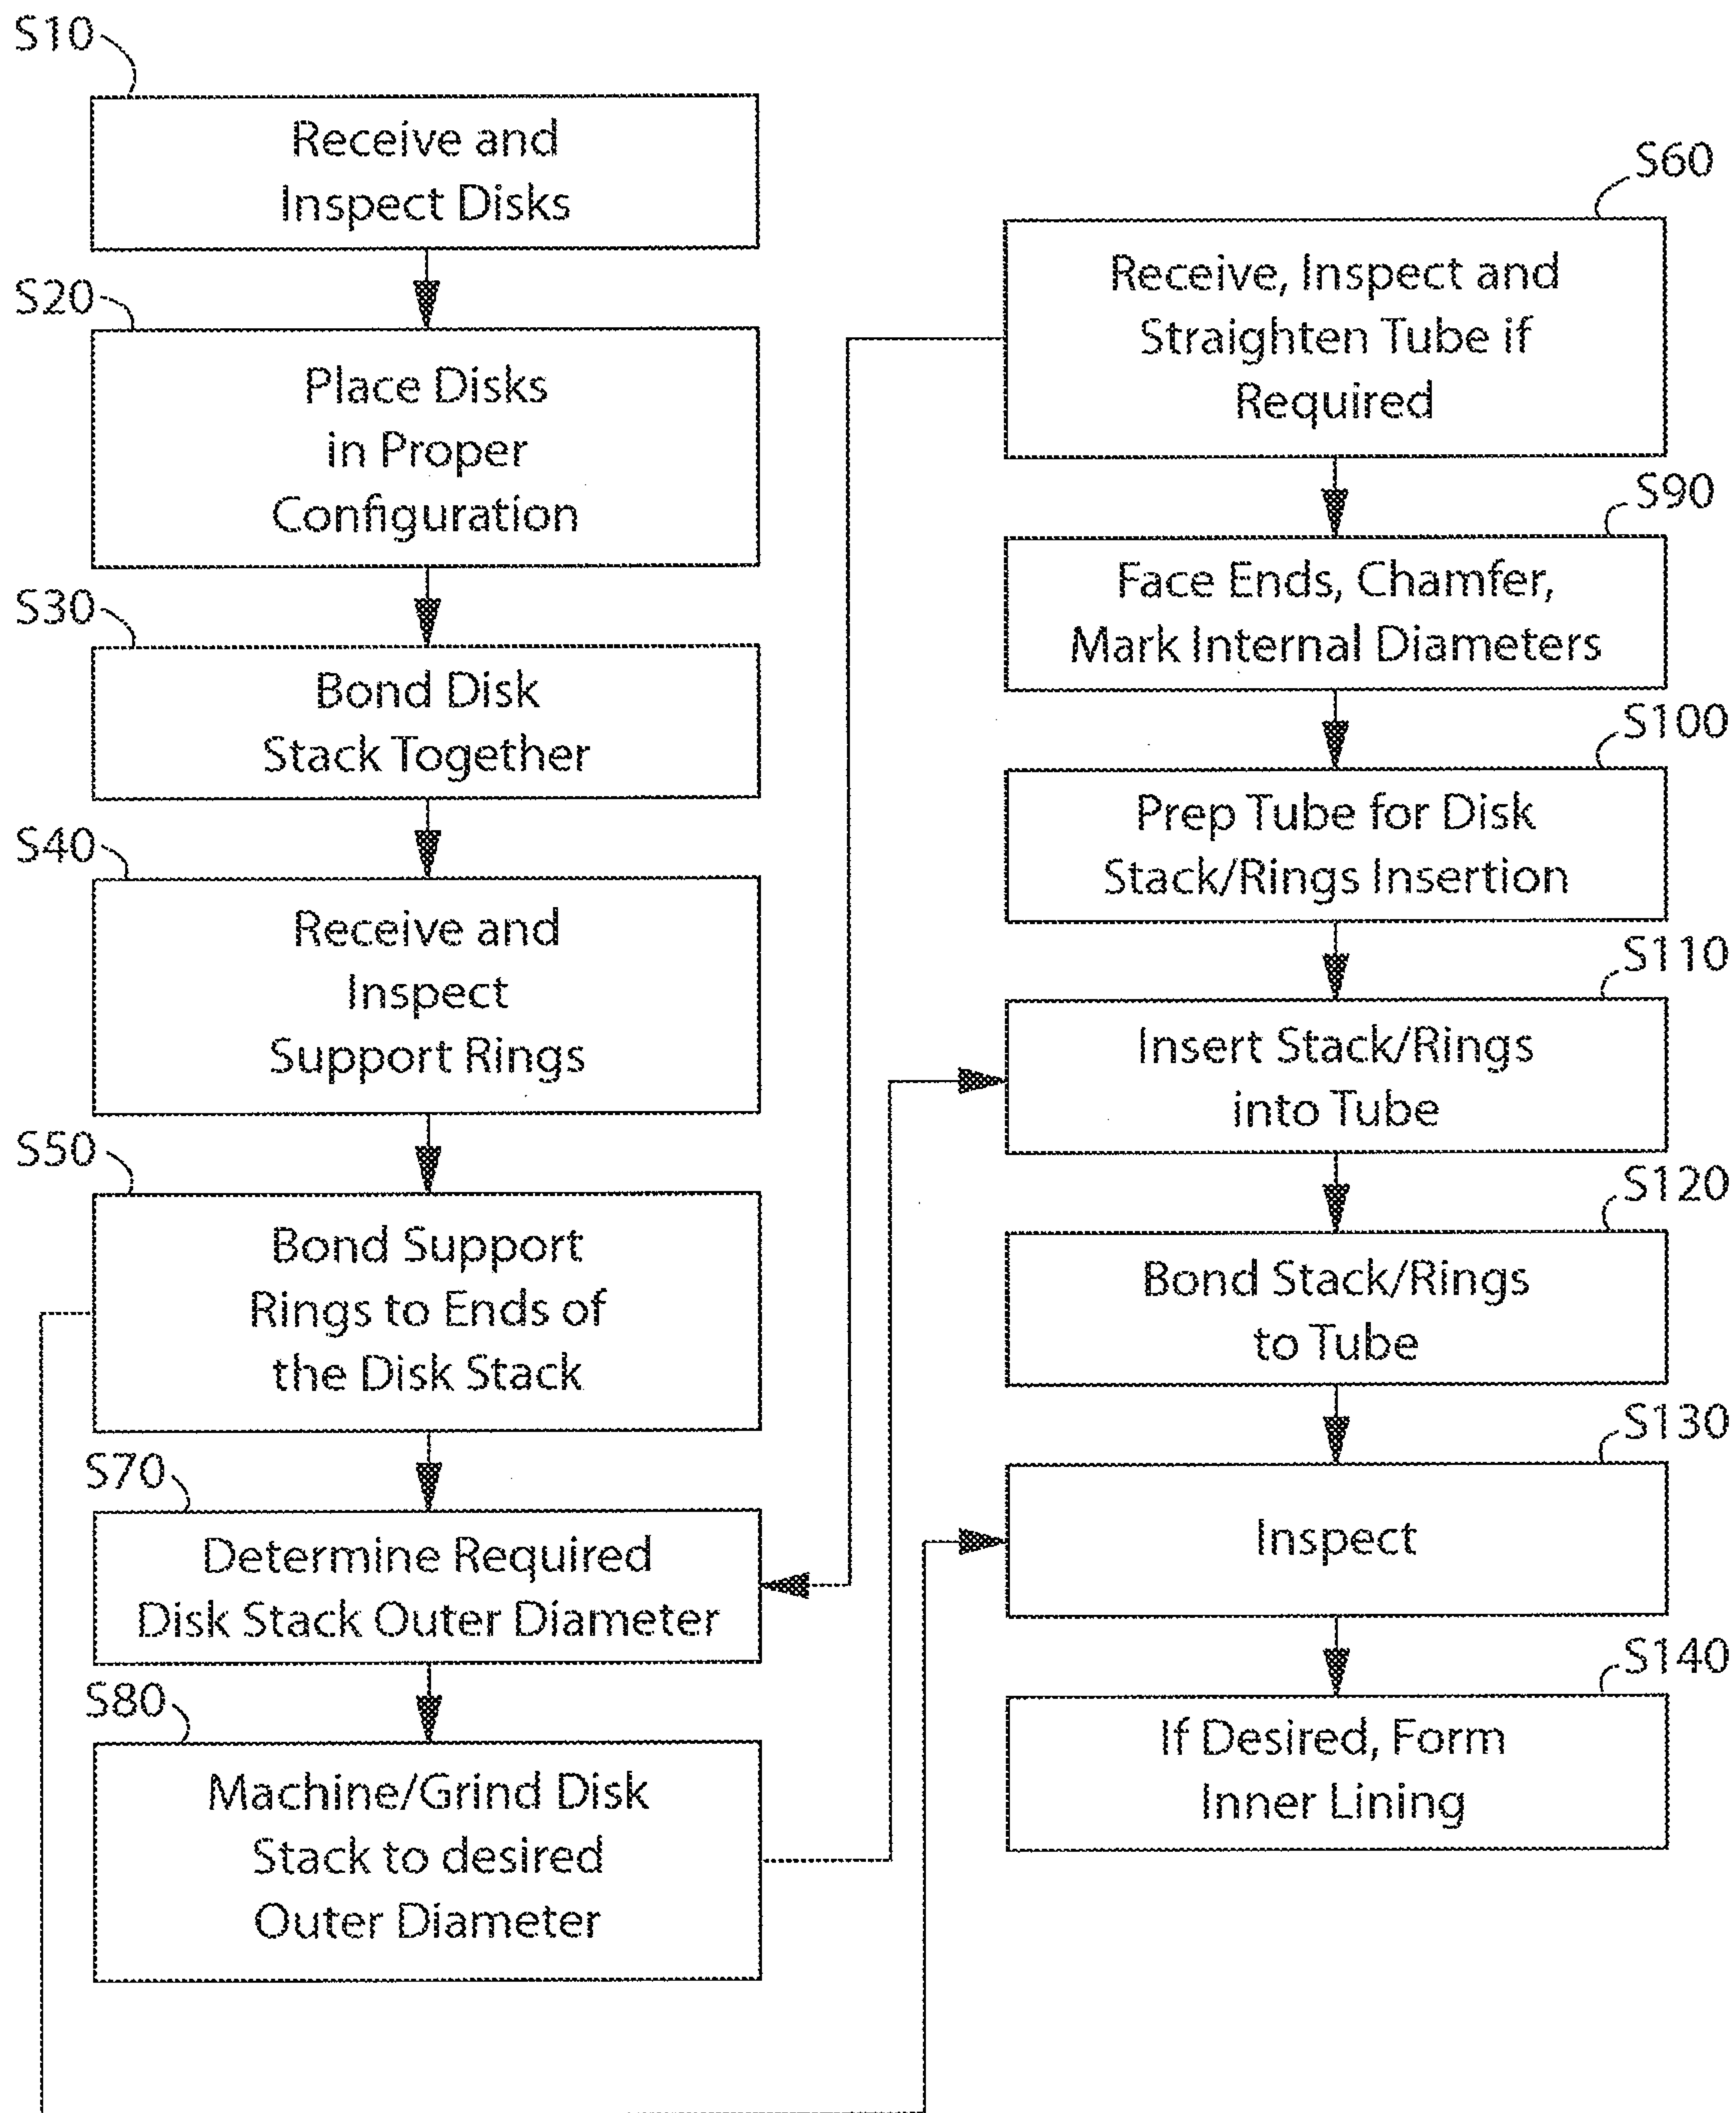 S10
Receive and
Inspect Disks
S20
Place Disks
in Proper
Configuration
S30
Bond Disk
Stack Together
S40
Receive and
Inspect
Support Rings
S50
Bond Support
Rings to Ends of
the Disk Stack
S70
Determine Required
Disk Stack Outer Diameter
S80
Machine/Grind Disk
Stack to desired
Outer Diameter
S60
Receive, Inspect and
Straighten Tube if
Required
S90
Face Ends, Chamfer,
Mark Internal Diameters
S100
Prep Tube for Disk
Stack/Rings Insertion
S110
Insert Stack/Rings
into Tube
S120
Bond Stack/Rings
to Tube
S130
Inspect
S140
If Desired, Form
Inner Lining